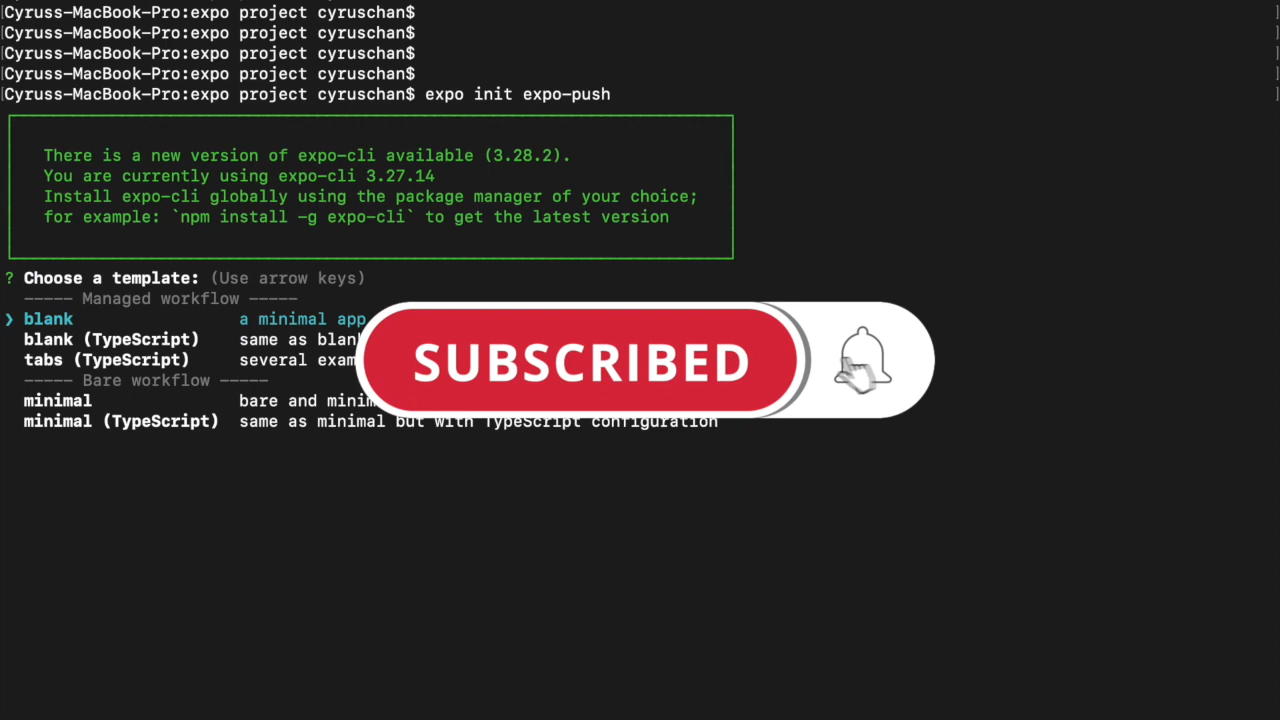 Cyruss-MacBook-Pro:expo project cyruschan$
Cyruss-MacBook-Pro:expo project cyruschan$
Cyruss-MacBook-Pro:expo project cyruschan$
Cyruss-MacBook-Pro:expo project cyruschan$
Cyruss-MacBook-Pro:expo project cyruschan$ expo init expo-push
There is a new version of expo-cli available (3.28.2).
You are currently using expo-cli 3.27.14
Install expo-cli globally using the package manager of your choice;
for example: `npm install -g expo-cli` to get the latest version
? Choose a template: (Use arrow keys)
----- Managed workflow -----
❯ blank a minimal app
blank (TypeScript) same as
tabs (TypeScript) several
----- Bare workflow -----
minimal bare and
minimal (TypeScript) same as minimal but with TypeScript configuration
SUBSCRIBED